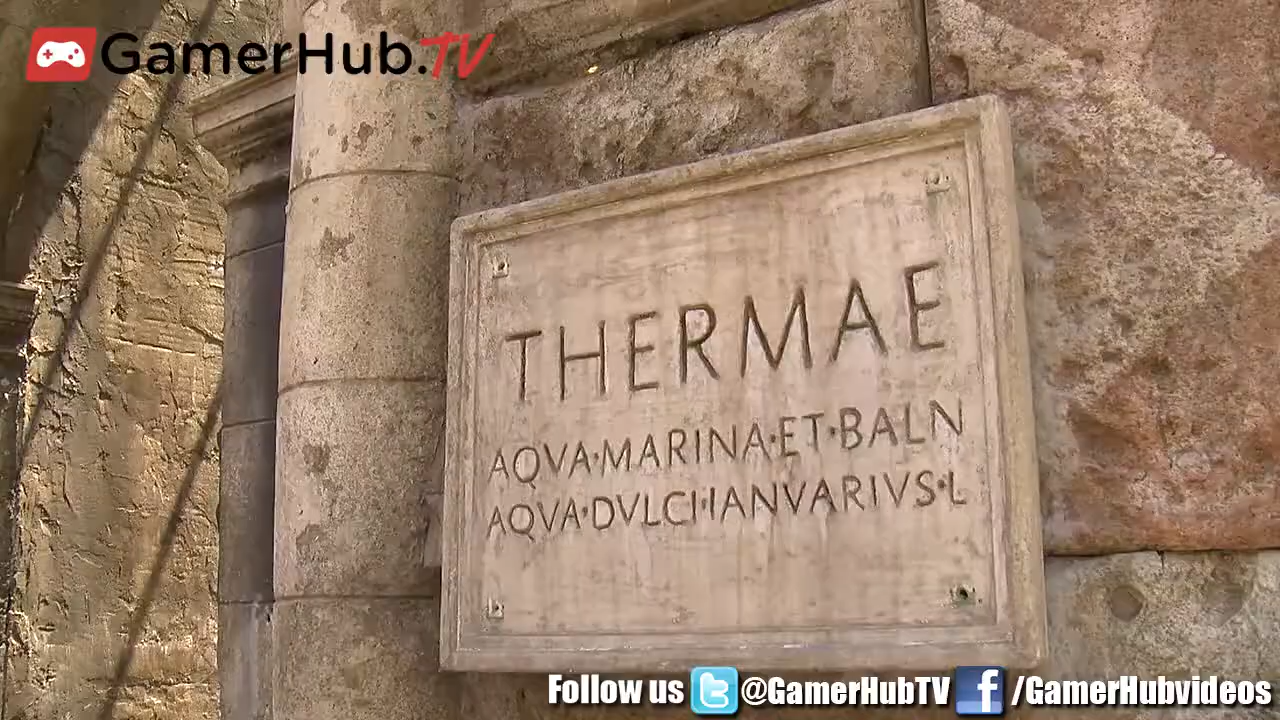 GamerHub.TV
THERMAE
AQVA·MARINA·ET·BALN
AQVA·DVLCI·IANVARIVS·L
Follow us @GamerHubTV /GamerHubvideos